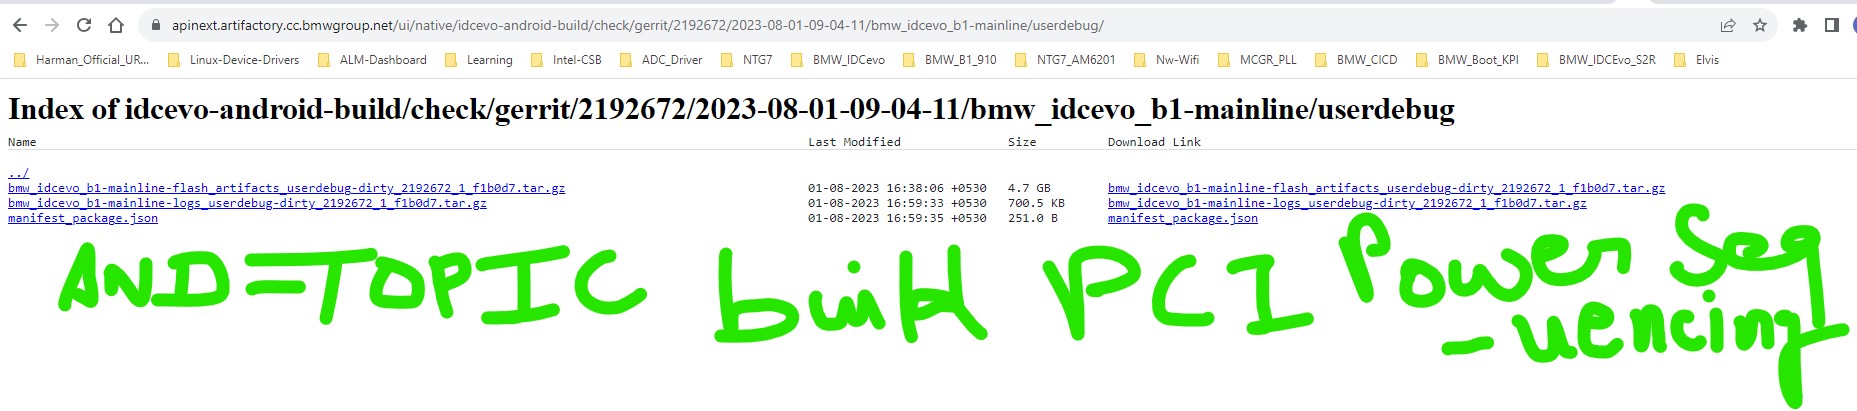 apinext.artifactory.cc.bmwgroup.net/ui/native/idcevo-android-build/check/gerrit/2192672/2023-08-01-09-04-11/bmw_idcevo_b1-mainline/userdebug/
Harman_Official_UR... Linux-Device-Drivers ALM-Dashboard Learning Intel-CSB ADC_Driver NTG7 BMW_IDCevo BMW_B1_910 NTG7_AM6201 Nw-Wifi MCGR_PLL BMW_CICD BMW_Boot_KPI BMW_IDCEvo_S2R Elvis
Index of idcevo-android-build/check/gerrit/2192672/2023-08-01-09-04-11/bmw_idcevo_b1-mainline/userdebug
Name Last Modified Size Download Link
../
bmw_idcevo_b1-mainline-flash_artifacts_userdebug-dirty_2192672_1_f1b0d7.tar.gz 01-08-2023 16:38:06 +0530 4.7 GB bmw_idcevo_b1-mainline-flash_artifacts_userdebug-dirty_2192672_1_f1b0d7.tar.gz
bmw_idcevo_b1-mainline-logs_userdebug-dirty_2192672_1_f1b0d7.tar.gz 01-08-2023 16:59:33 +0530 700.5 KB bmw_idcevo_b1-mainline-logs_userdebug-dirty_2192672_1_f1b0d7.tar.gz
manifest_package.json 01-08-2023 16:59:35 +0530 251.0 B manifest_package.json
AND=TOPIC build PCI Power Seq
-uencing